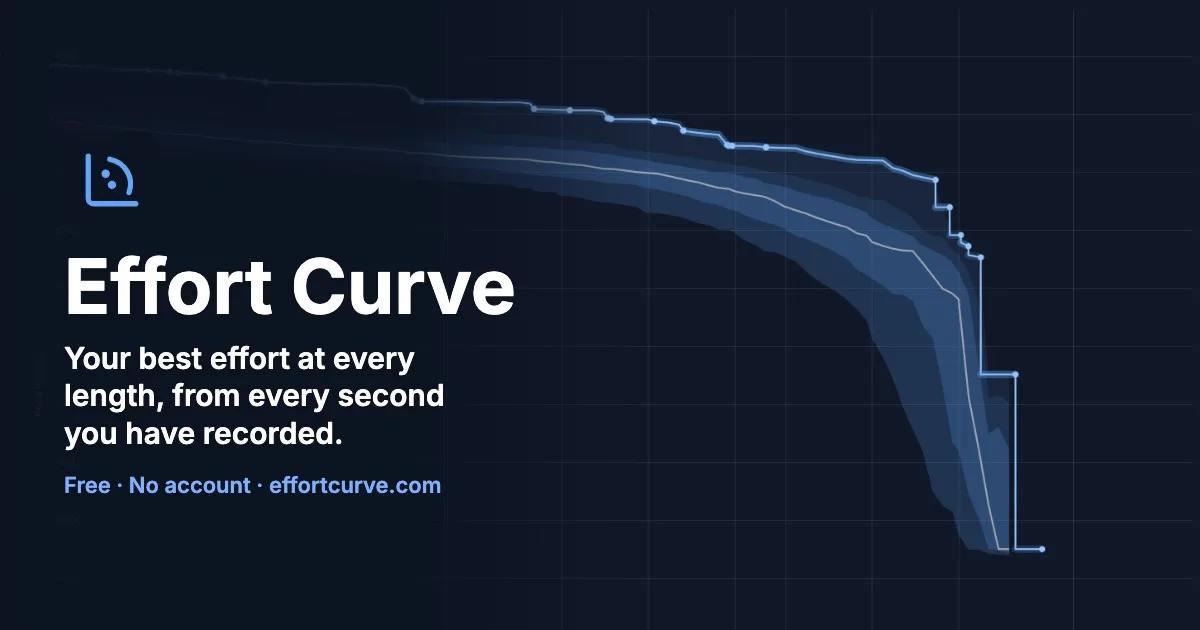 Effort Curve
Your best effort at every
length, from every second
you have recorded.
Free · No account · effortcurve.com